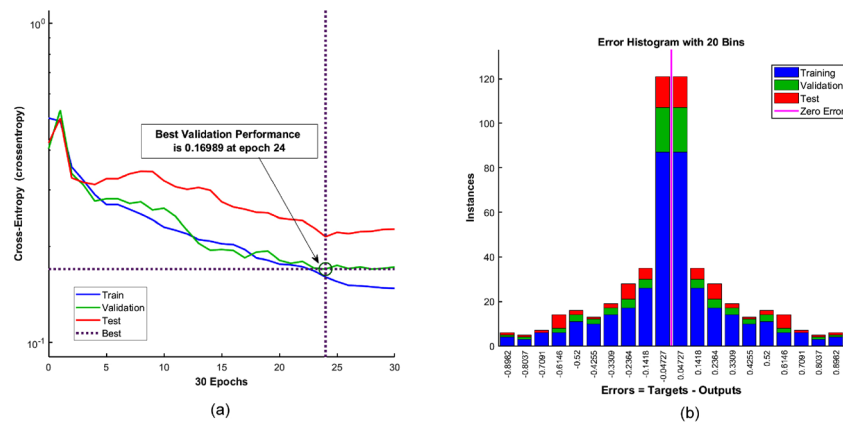 10⁰
10⁻¹
Cross-Entropy (crossentropy)
Best Validation Performance
is 0.16989 at epoch 24
Train
Validation
Test
Best
0 5 10 15 20 25 30
30 Epochs
(a)
Error Histogram with 20 Bins
Training
Validation
Test
Zero Error
120
100
80
60
40
20
0
Instances
-0.8982
-0.8037
-0.7091
-0.6146
-0.52
-0.4255
-0.3309
-0.2364
-0.1418
-0.04727
0.04727
0.1418
0.2364
0.3309
0.4255
0.52
0.6146
0.7091
0.8037
0.8982
Errors = Targets - Outputs
(b)